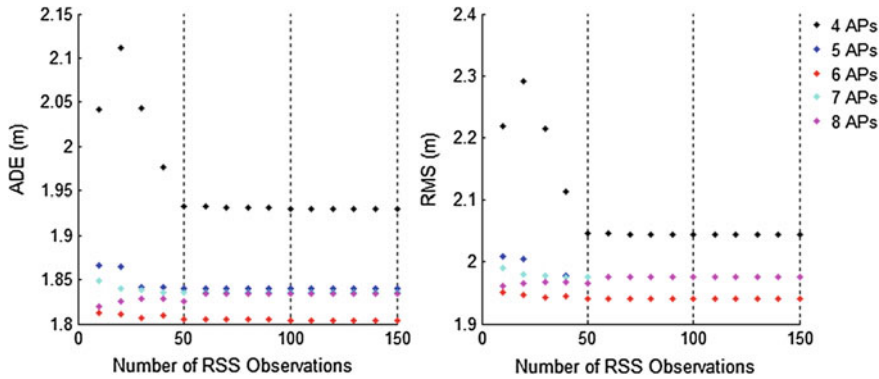 2.15
2.1
2.05
2
1.95
1.9
1.85
1.8
ADE (m)
0 50 100 150
Number of RSS Observations
2.4
2.3
2.2
2.1
2
1.9
RMS (m)
0 50 100 150
Number of RSS Observations
4 APs
5 APs
6 APs
7 APs
8 APs